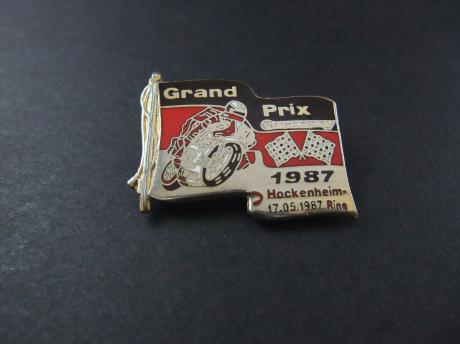 Grand
Prix
1987
Hockenheim-
17.05.1987 Ring